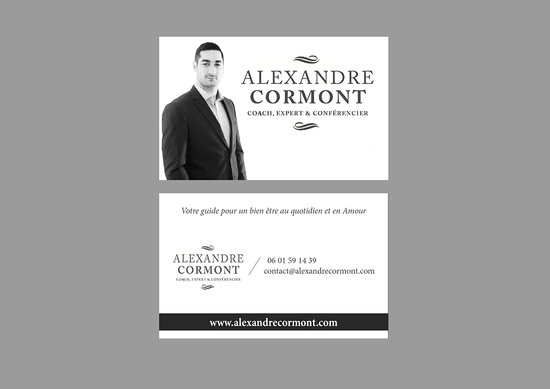 ALEXANDRE
CORMONT
COACH, EXPERT & CONFÉRENCIER
Votre guide pour un bien être au quotidien et en Amour
ALEXANDRE
CORMONT
COACH, EXPERT & CONFÉRENCIER
06 01 59 14 39
contact@alexandrecormont.com
www.alexandrecormont.com